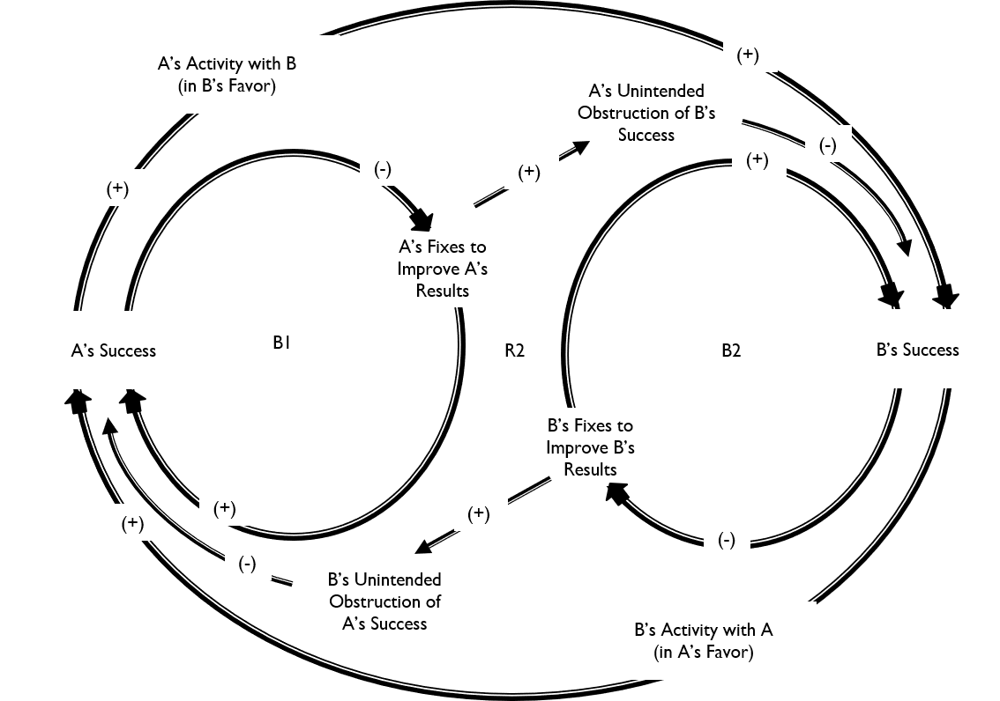 (+)
A's Activity with B
(in B's Favor)
A's Unintended
Obstruction of B's
Success
(-)
(+)
(-)
(+)
(+)
A's Fixes to
Improve A's
Results
A's Success
B1
R2
B2
B's Success
B's Fixes to
Improve B's
Results
(+)
(+)
(+)
(-)
(-)
B's Unintended
Obstruction of
A's Success
B's Activity with A
(in A's Favor)